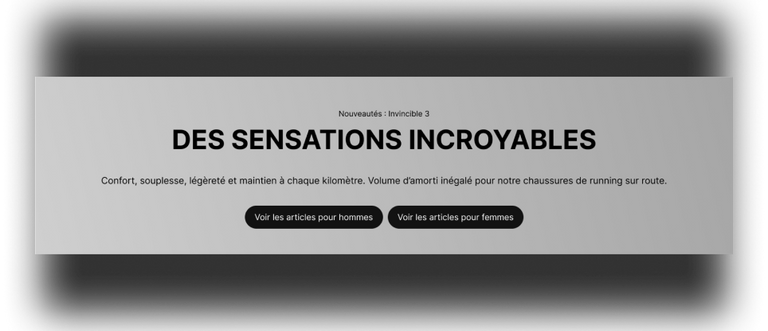 Nouveautés : Invincible 3
DES SENSATIONS INCROYABLES
Confort, souplesse, légèreté et maintien à chaque kilomètre. Volume d’amorti inégalé pour notre chaussures de running sur route.
Voir les articles pour hommes
Voir les articles pour femmes